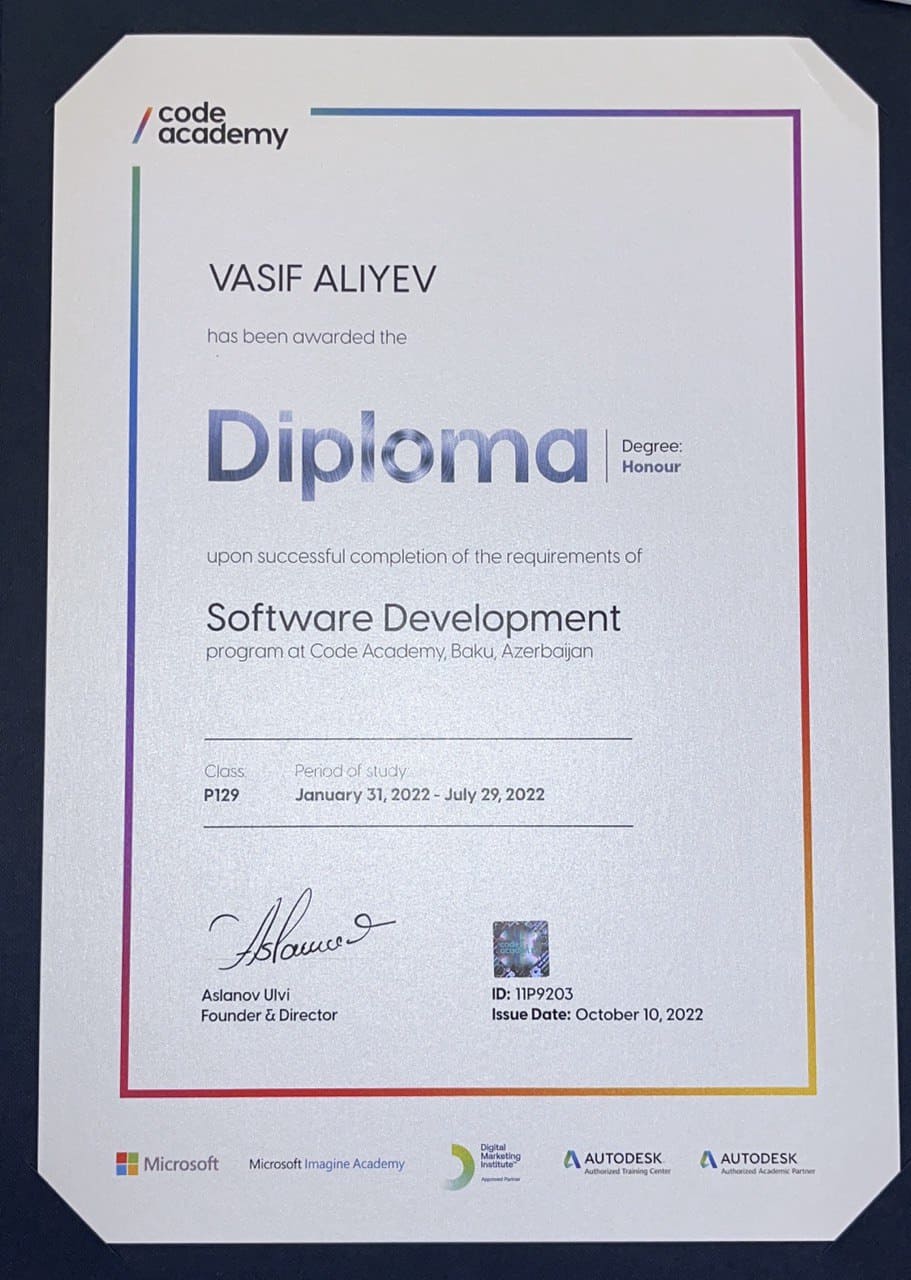 code
academy
VASIF ALIYEV
has been awarded the
Diploma
Degree:
Honour
upon successful completion of the requirements of
Software Development
program at Code Academy, Baku, Azerbaijan
Class:
P129
Period of study:
January 31, 2022 - July 29, 2022
Aslanov Ulvi
Founder & Director
code
academy
ID: 11P9203
Issue Date: October 10, 2022
Microsoft
Microsoft Imagine Academy
Digital
Marketing
Institute™
Approved Partner
AUTODESK
Authorized Training Center
AUTODESK
Authorized Academic Partner